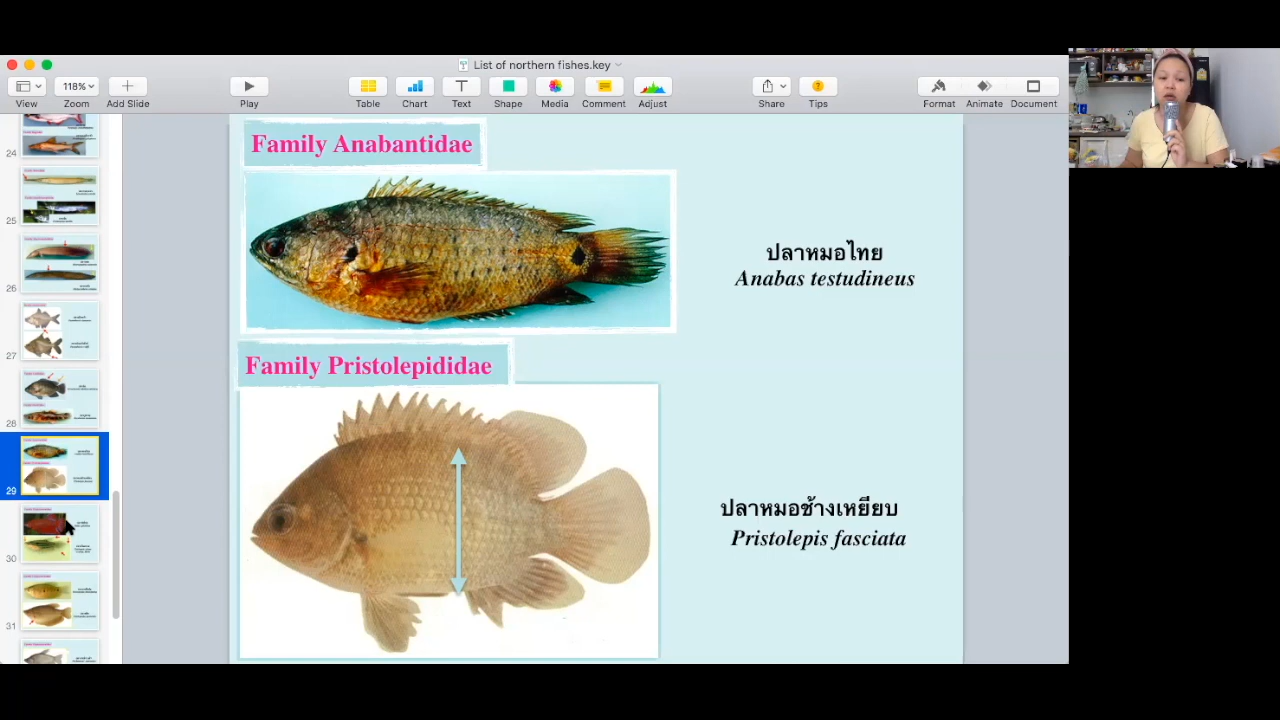 List of northern fishes.key
118%
View
Zoom
Add Slide
Play
Table
Chart
Text
Shape
Media
Comment
Adjust
Share
Tips
Format
Animate
Document
24
25
26
27
28
29
30
31
Family Anabantidae
ปลาหมอไทย
Anabas testudineus
Family Pristolepididae
ปลาหมอช้างเหยียบ
Pristolepis fasciata